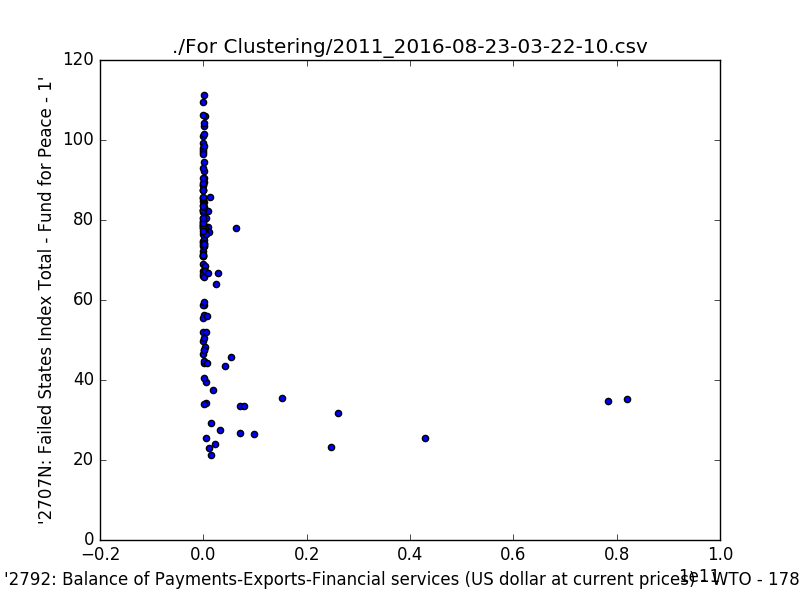 ./For Clustering/2011_2016-08-23-03-22-10.csv
'2707N: Failed States Index Total - Fund for Peace - 1'
120
100
80
60
40
20
0
−0.2 0.0 0.2 0.4 0.6 0.8 1.0
1e11
'2792: Balance of Payments-Exports-Financial services (US dollar at current prices) - WTO - 178